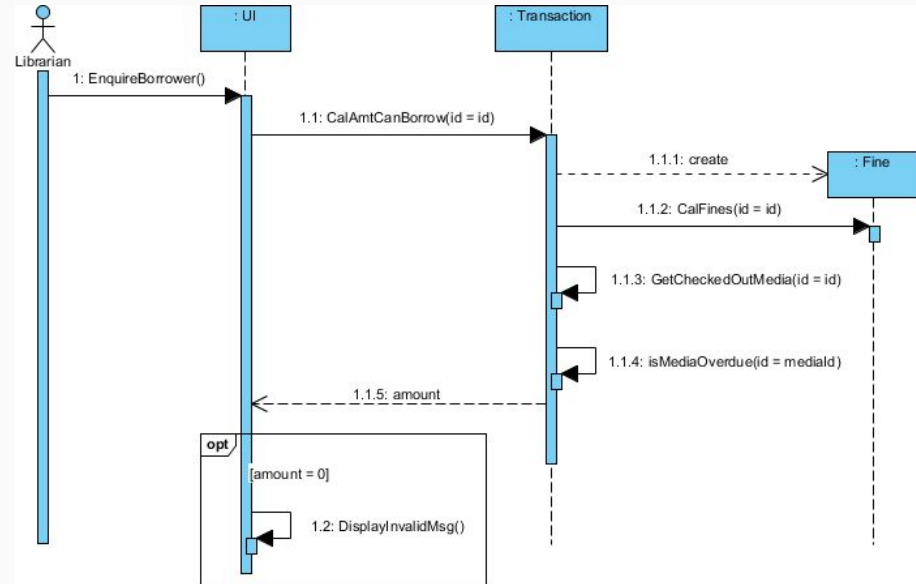 : UI
: Transaction
Librarian
1: EnquireBorrower()
1.1: CalAmtCanBorrow(id = id)
1.1.1: create
: Fine
1.1.2: CalFines(id = id)
1.1.3: GetCheckedOutMedia(id = id)
1.1.4: isMediaOverdue(id = mediaId)
1.1.5: amount
opt
[amount = 0]
1.2: DisplayInvalidMsg()